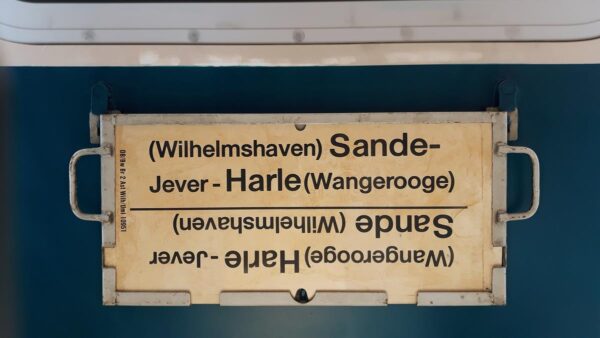 (Wilhelmshaven) Sande-
Jever - Harle (Wangerooge)
(Wangerooge) Harle - Jever
Sande (Wilhelmshaven)